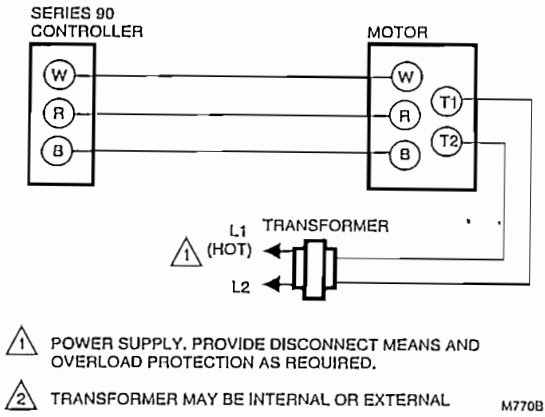 SERIES 90
CONTROLLER
MOTOR
W
R
B
W
R
B
T1
T2
TRANSFORMER
L1
(HOT)
1
L2
1 POWER SUPPLY. PROVIDE DISCONNECT MEANS AND
OVERLOAD PROTECTION AS REQUIRED.
2 TRANSFORMER MAY BE INTERNAL OR EXTERNAL
M770B